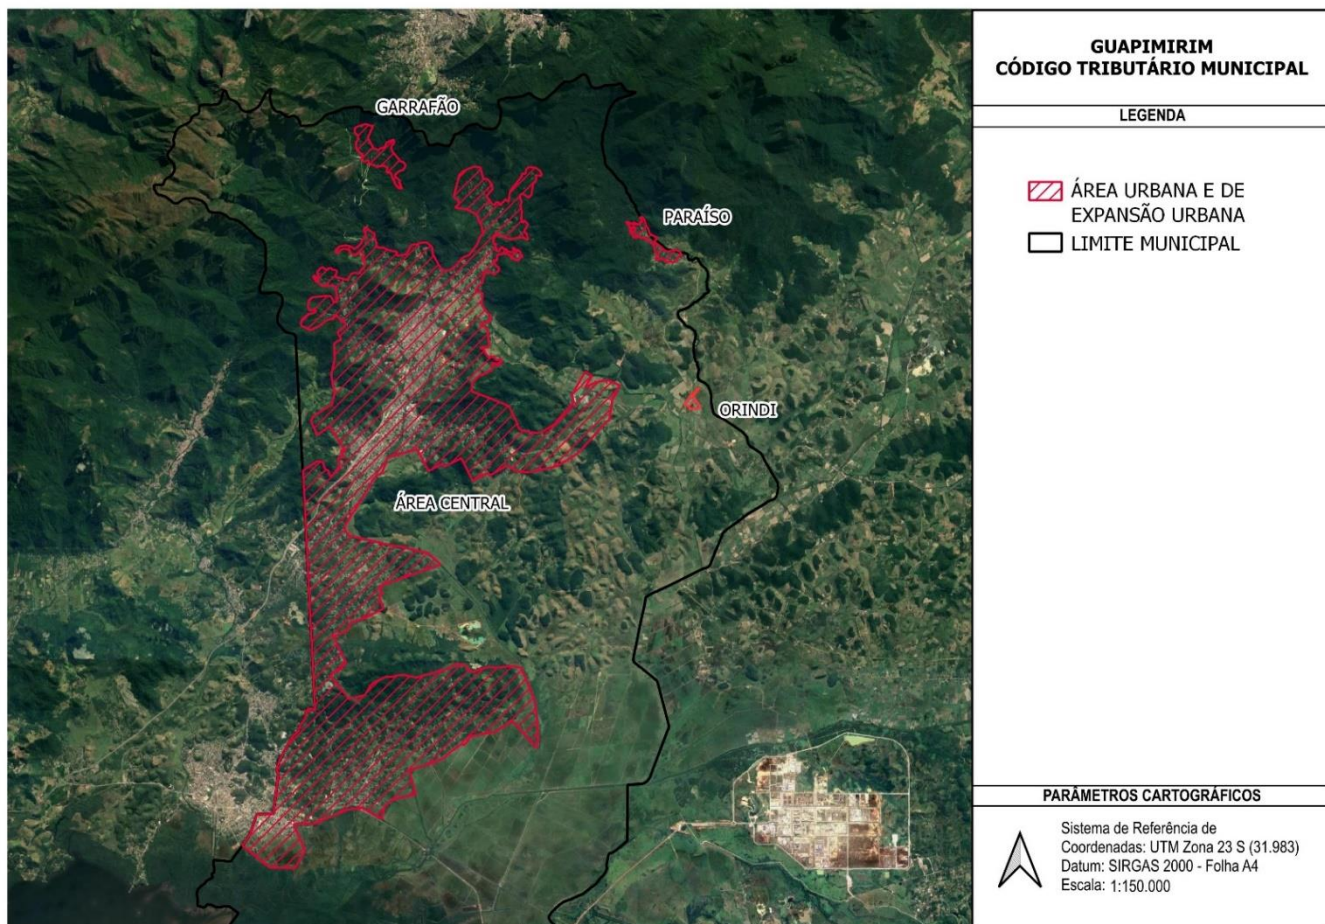 GARRAFÃO
PARAÍSO
ORINDI
ÁREA CENTRAL
GUAPIMIRIM
CÓDIGO TRIBUTÁRIO MUNICIPAL
LEGENDA
ÁREA URBANA E DE
EXPANSÃO URBANA
LIMITE MUNICIPAL
PARÂMETROS CARTOGRÁFICOS
Sistema de Referência de
Coordenadas: UTM Zona 23 S (31.983)
Datum: SIRGAS 2000 - Folha A4
Escala: 1:150.000